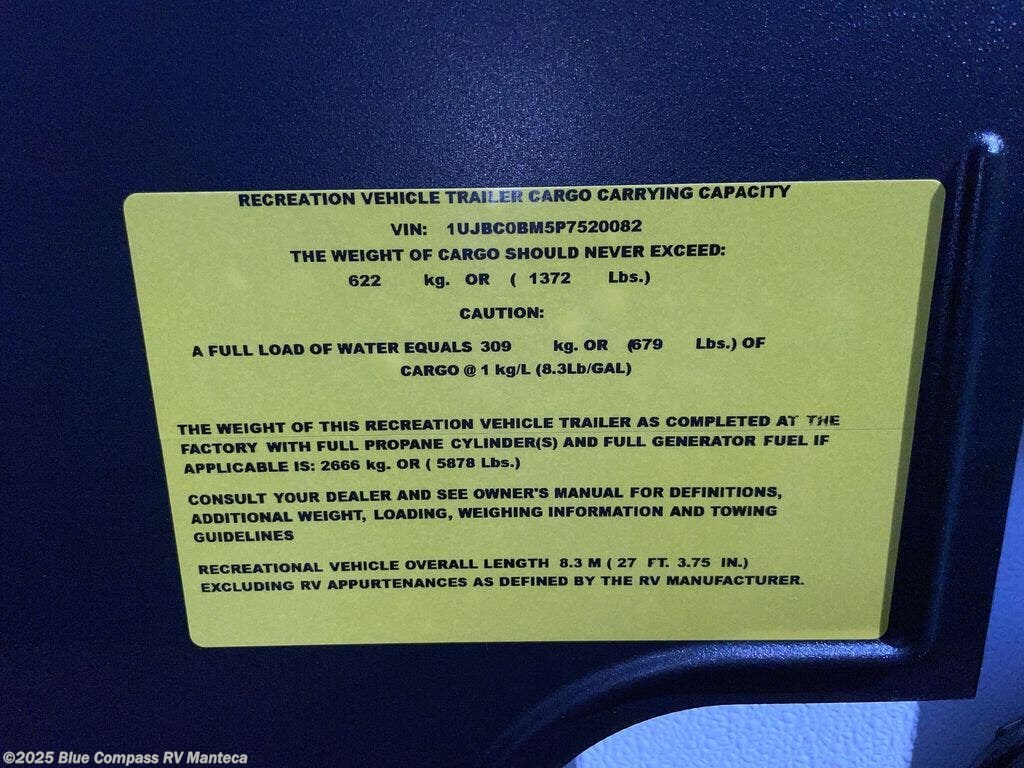 RECREATION VEHICLE TRAILER CARGO CARRYING CAPACITY
VIN: 1UJBC0BM5P7520082
THE WEIGHT OF CARGO SHOULD NEVER EXCEED:
622 kg. OR ( 1372 Lbs.)
CAUTION:
A FULL LOAD OF WATER EQUALS 309 kg. OR (679 Lbs.) OF
CARGO @ 1 kg/L (8.3Lb/GAL)
THE WEIGHT OF THIS RECREATION VEHICLE TRAILER AS COMPLETED AT THE
FACTORY WITH FULL PROPANE CYLINDER(S) AND FULL GENERATOR FUEL IF
APPLICABLE IS: 2666 kg. OR ( 5878 Lbs.)
CONSULT YOUR DEALER AND SEE OWNER'S MANUAL FOR DEFINITIONS,
ADDITIONAL WEIGHT, LOADING, WEIGHING INFORMATION AND TOWING
GUIDELINES
RECREATIONAL VEHICLE OVERALL LENGTH 8.3 M ( 27 FT. 3.75 IN.)
EXCLUDING RV APPURTENANCES AS DEFINED BY THE RV MANUFACTURER.
©2025 Blue Compass RV Manteca